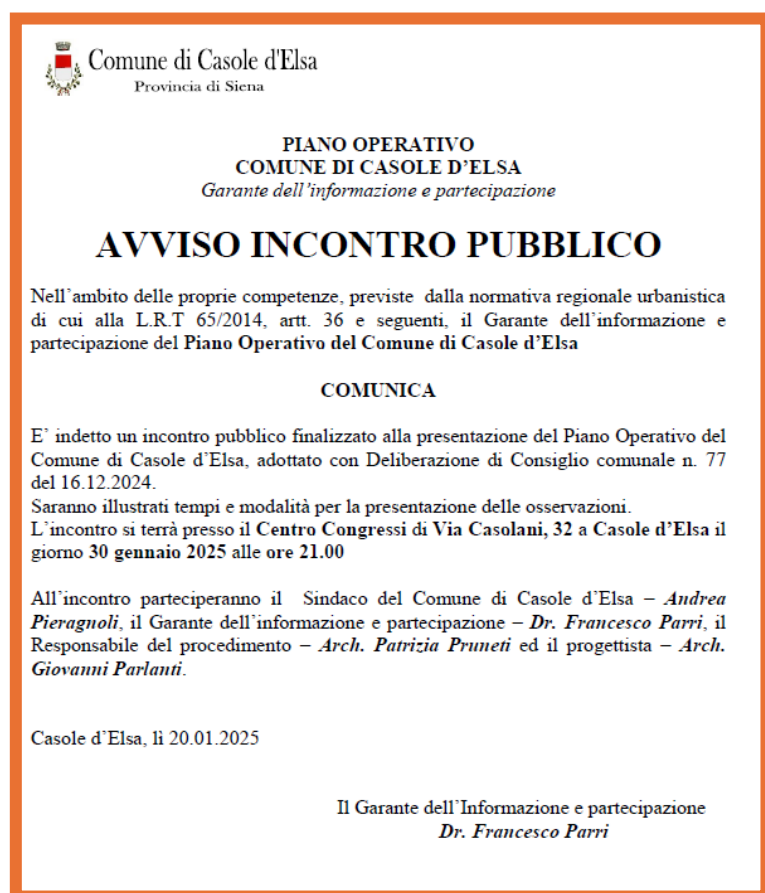 Comune di Casole d'Elsa
Provincia di Siena
PIANO OPERATIVO
COMUNE DI CASOLE D’ELSA
Garante dell’informazione e partecipazione
AVVISO INCONTRO PUBBLICO
Nell’ambito delle proprie competenze, previste dalla normativa regionale urbanistica
di cui alla L.R.T 65/2014, artt. 36 e seguenti, il Garante dell’informazione e
partecipazione del Piano Operativo del Comune di Casole d’Elsa
COMUNICA
E’ indetto un incontro pubblico finalizzato alla presentazione del Piano Operativo del
Comune di Casole d’Elsa, adottato con Deliberazione di Consiglio comunale n. 77
del 16.12.2024.
Saranno illustrati tempi e modalità per la presentazione delle osservazioni.
L’incontro si terrà presso il Centro Congressi di Via Casolani, 32 a Casole d’Elsa il
giorno 30 gennaio 2025 alle ore 21.00
All’incontro parteciperanno il Sindaco del Comune di Casole d’Elsa – Andrea
Pieragnoli, il Garante dell’informazione e partecipazione – Dr. Francesco Parri, il
Responsabile del procedimento – Arch. Patrizia Pruneti ed il progettista – Arch.
Giovanni Parlanti.
Casole d’Elsa, lì 20.01.2025
Il Garante dell’Informazione e partecipazione
Dr. Francesco Parri